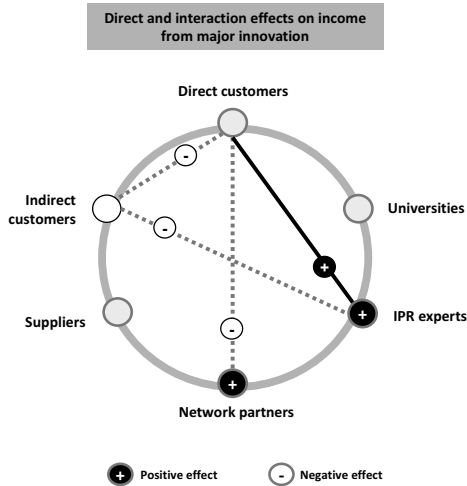 Direct and interaction effects on income
from major innovation
Direct customers
-
Indirect
customers
-
Universities
+
Suppliers
+
IPR experts
-
+
Network partners
+ Positive effect
- Negative effect